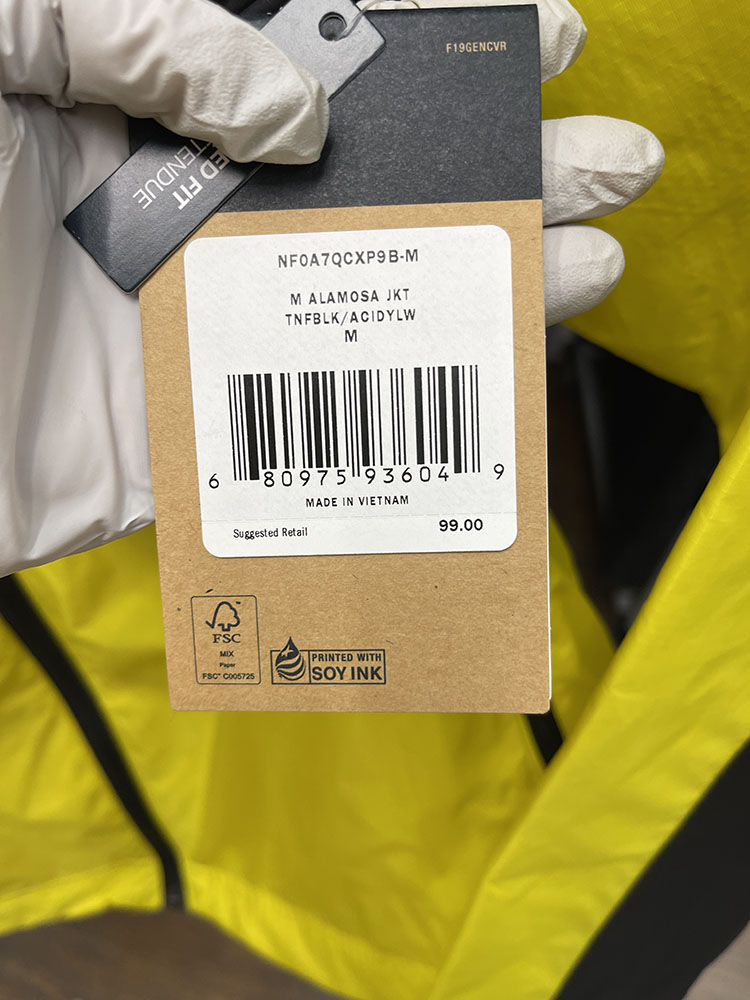 F19GENCVR
ED FIT
TENDUE
NF0A7QCXP9B-M
M ALAMOSA JKT
TNFBLK/ACIDYLW
M
6 80975 93604 9
MADE IN VIETNAM
Suggested Retail 99.00
FSC
MIX
Paper
FSC® C005725
PRINTED WITH
SOY INK